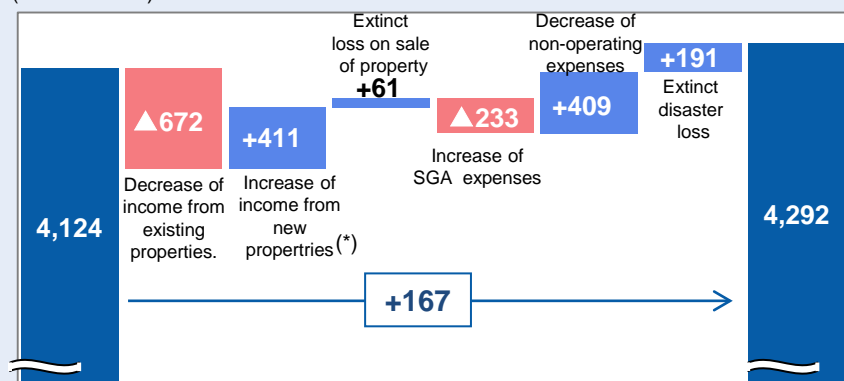 4,124
▲672
Decrease of
income from
existing
properties.
+411
Increase of
income from
new
propertries(*)
Extinct
loss on sale
of property
+61
▲233
Increase of
SGA expenses
Decrease of
non-operating
expenses
+409
+191
Extinct
disaster
loss
4,292
+167